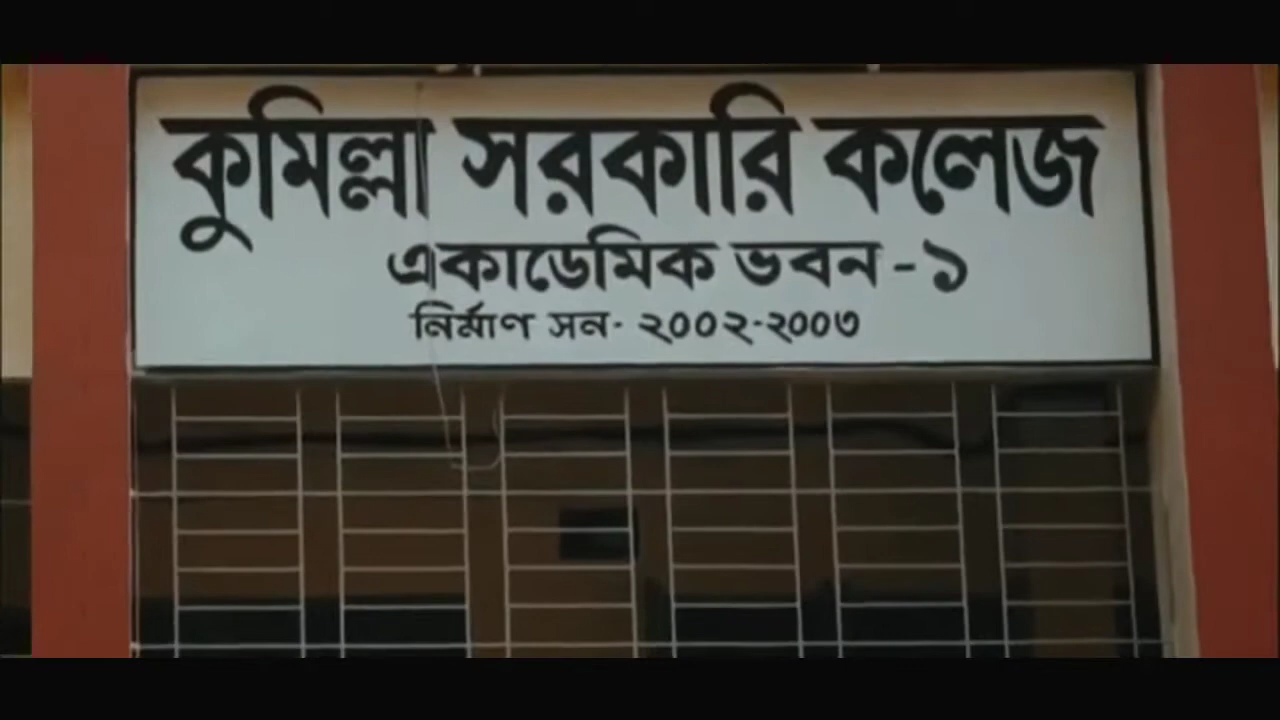 কুমিল্লা সরকারি কলেজ
একাডেমিক ভবন -১
নির্মাণ সন- ২০০২-২০০৩